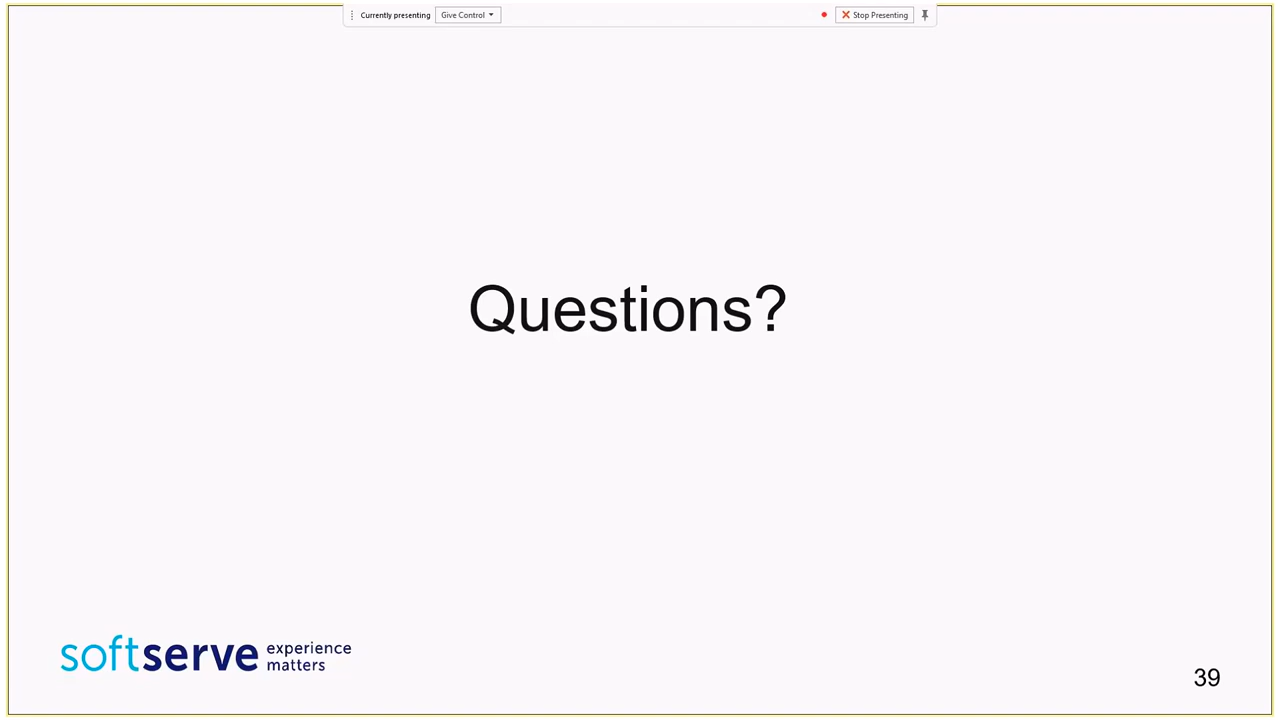 Currently presenting Give Control Stop Presenting
Questions?
softserve experience
matters
39